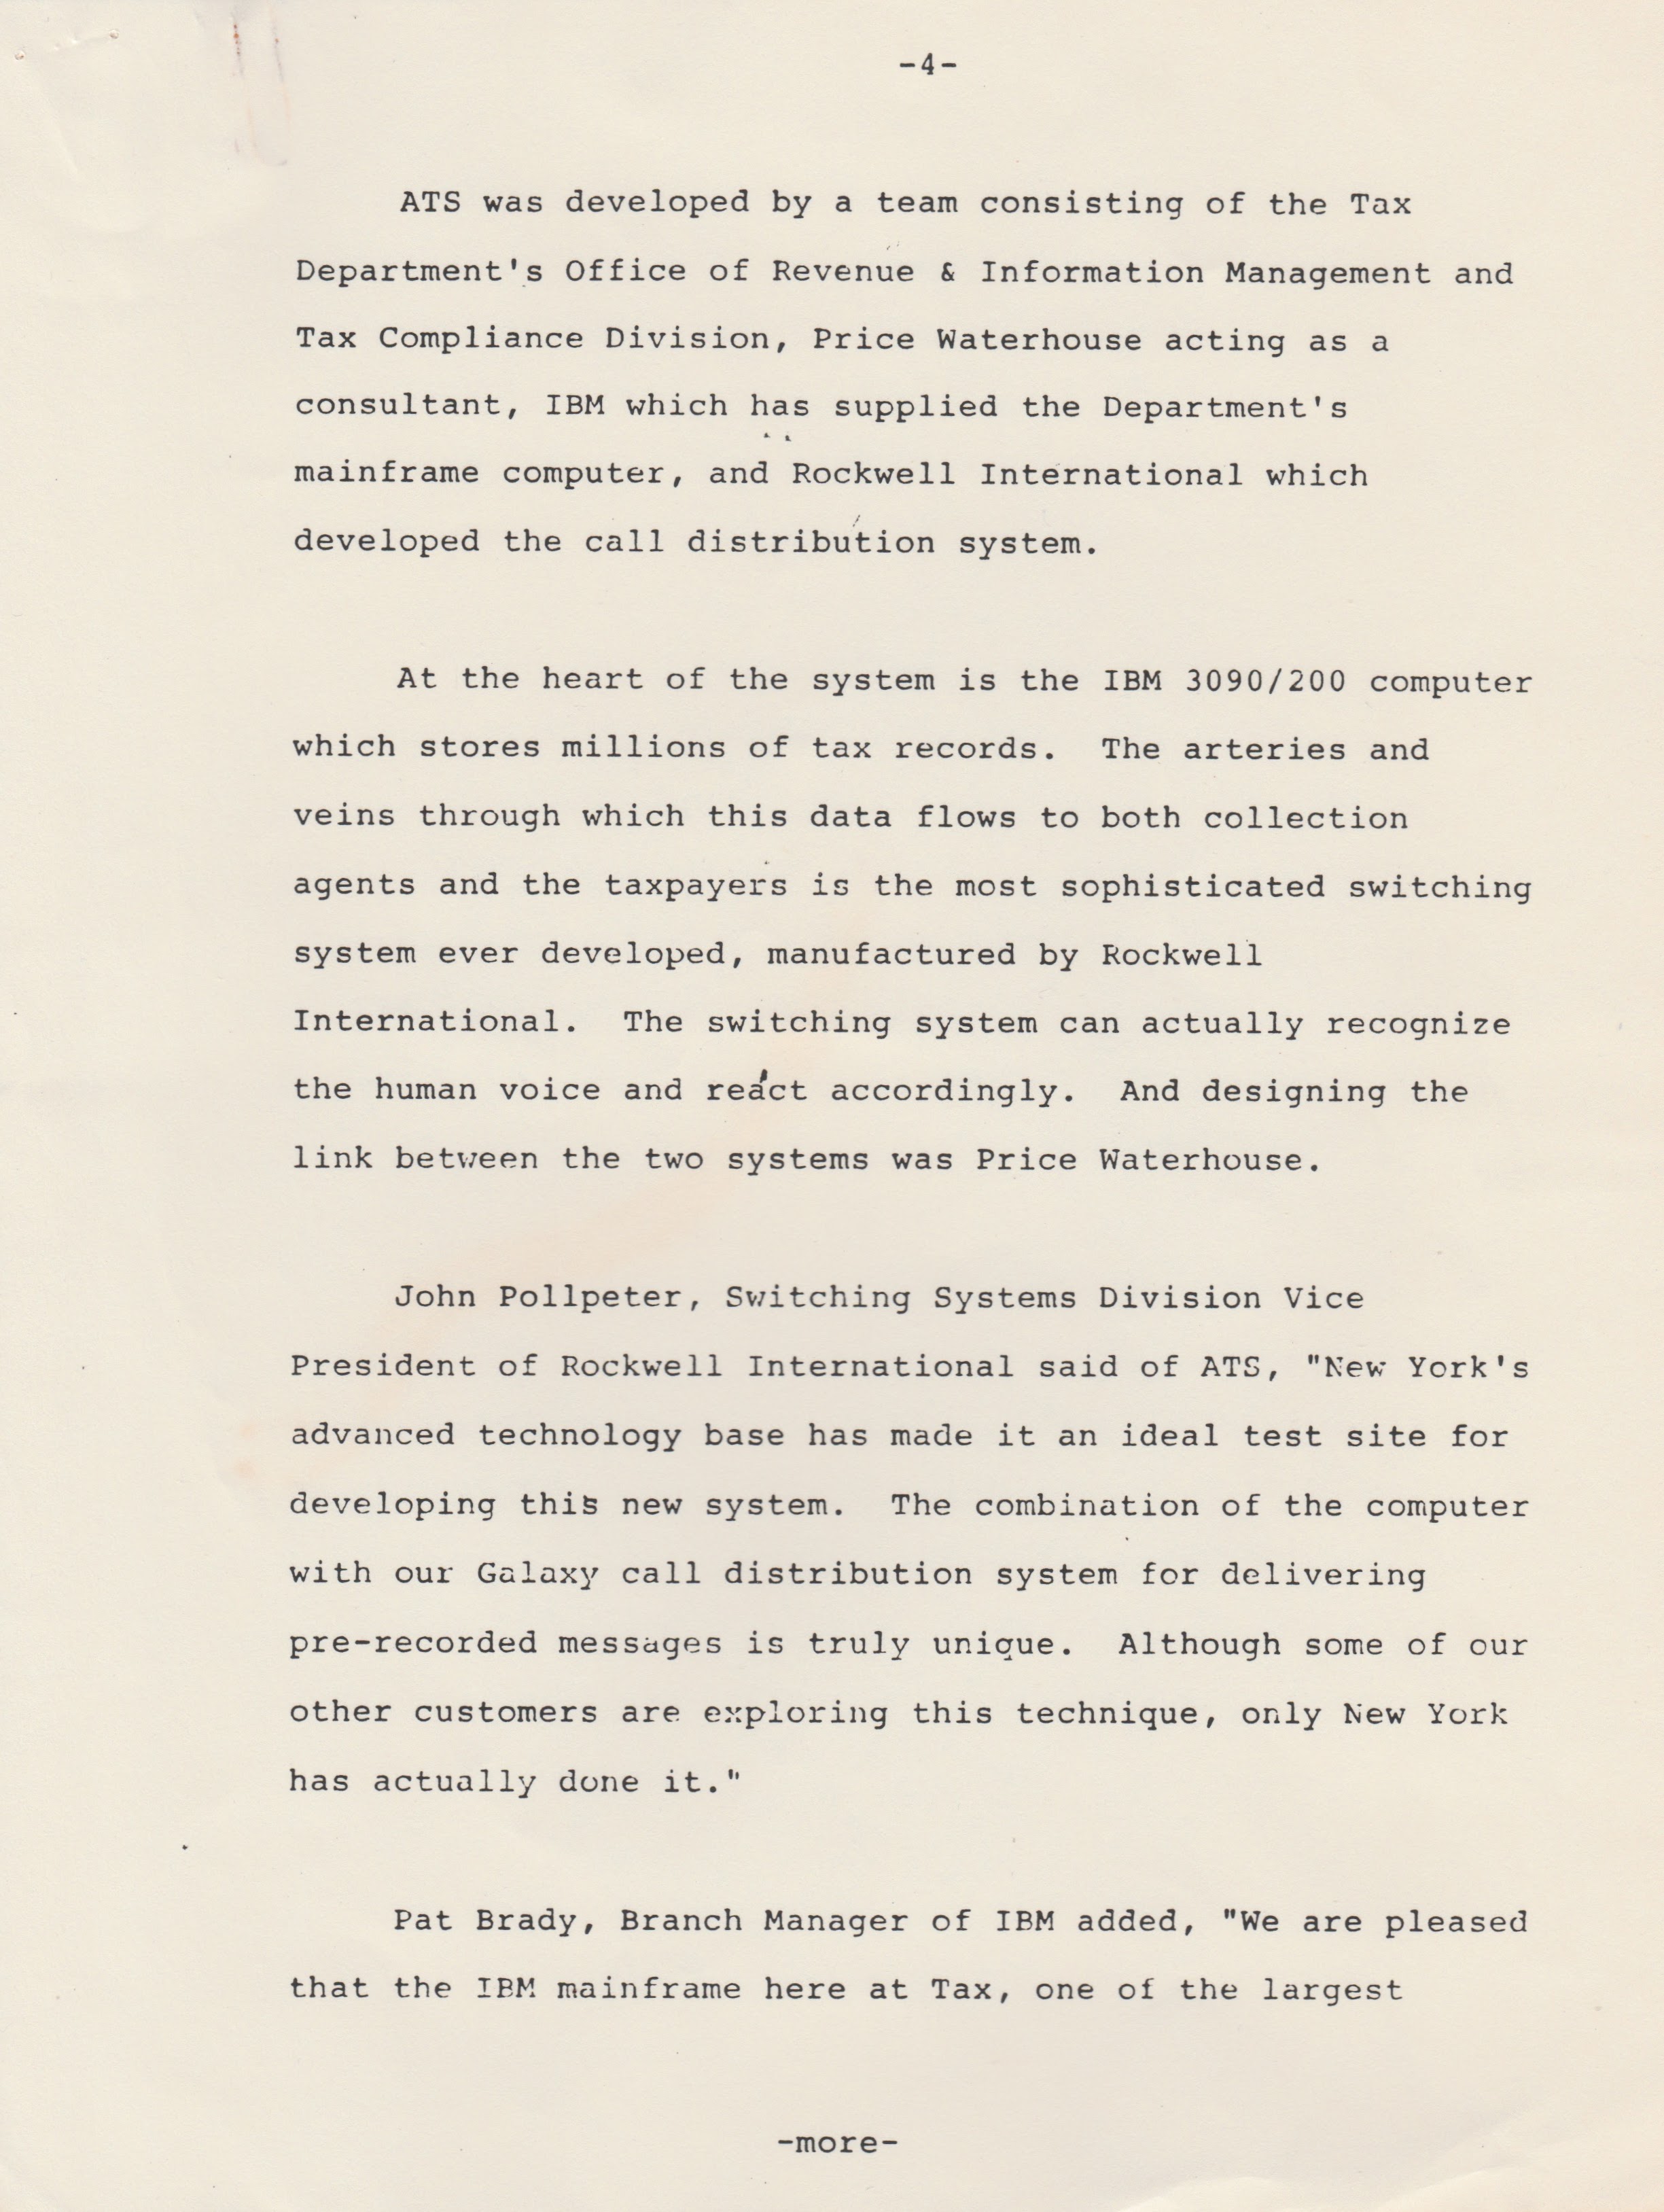 -4-
ATS was developed by a team consisting of the Tax
Department's Office of Revenue & Information Management and
Tax Compliance Division, Price Waterhouse acting as a
consultant, IBM which has supplied the Department's
mainframe computer, and Rockwell International which
developed the call distribution system.
At the heart of the system is the IBM 3090/200 computer
which stores millions of tax records.  The arteries and
veins through which this data flows to both collection
agents and the taxpayers is the most sophisticated switching
system ever developed, manufactured by Rockwell
International.  The switching system can actually recognize
the human voice and react accordingly.  And designing the
link between the two systems was Price Waterhouse.
John Pollpeter, Switching Systems Division Vice
President of Rockwell International said of ATS, "New York's
advanced technology base has made it an ideal test site for
developing this new system.  The combination of the computer
with our Galaxy call distribution system for delivering
pre-recorded messages is truly unique.  Although some of our
other customers are exploring this technique, only New York
has actually done it."
Pat Brady, Branch Manager of IBM added, "We are pleased
that the IBM mainframe here at Tax, one of the largest
-more-